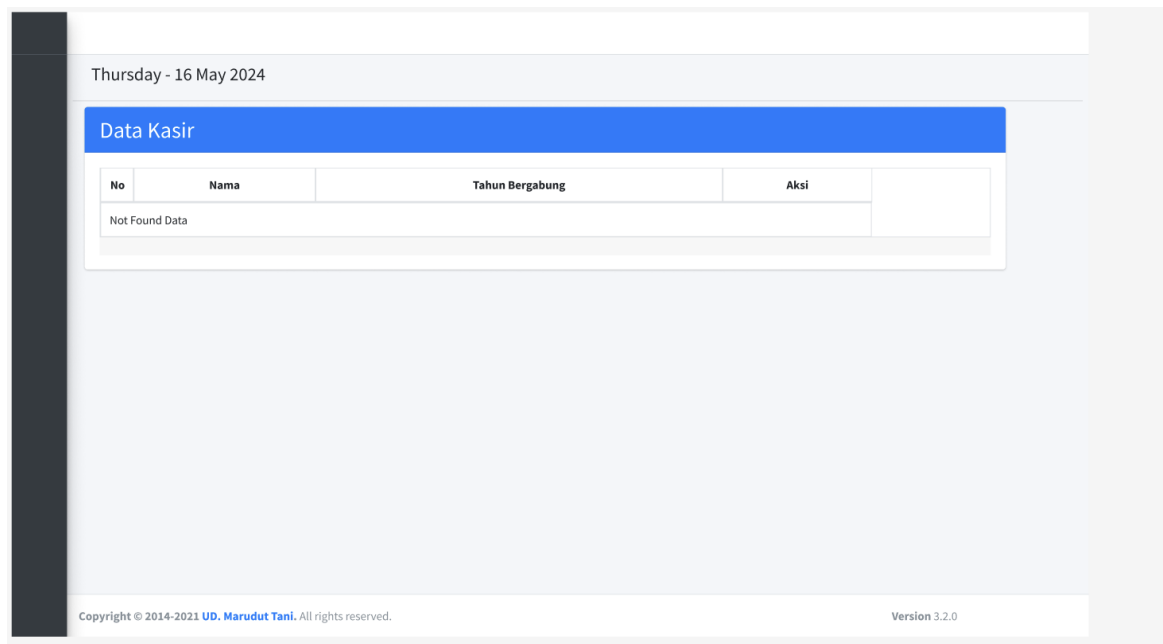 Thursday - 16 May 2024
Data Kasir
No Nama Tahun Bergabung Aksi
Not Found Data
Copyright © 2014-2021 UD. Marudut Tani. All rights reserved. Version 3.2.0